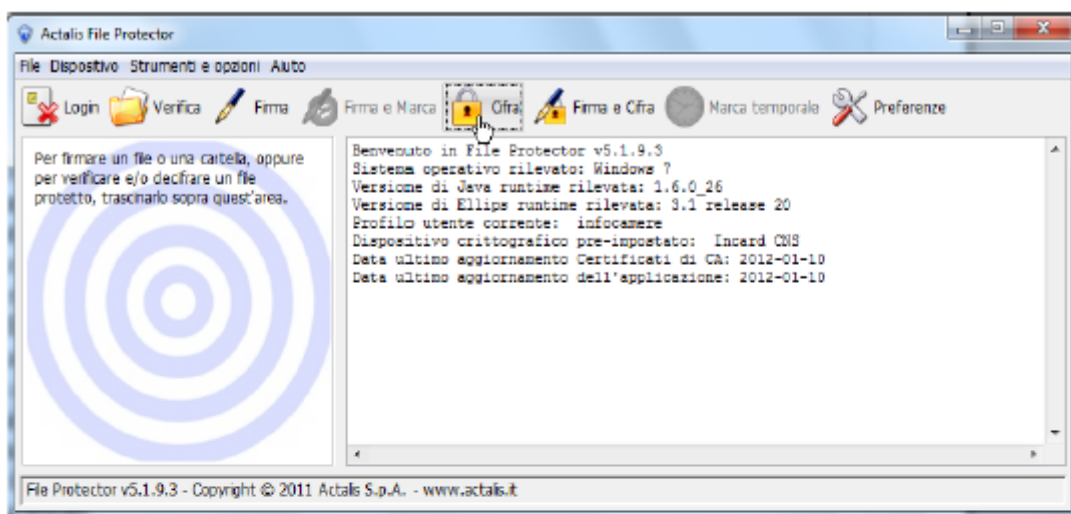 Actalis File Protector
File Dispositivo Strumenti e opzioni Aiuto
Login Verifica Firma Firma e Marca Cifra Firma e Cifra Marca temporale Preferenze
Per firmare un file o una cartella, oppure
per verificare e/o decifrare un file
protetto, trascinarlo sopra quest'area.
Benvenuto in File Protector v5.1.9.3
Sistema operativo rilevato: Windows 7
Versione di Java runtime rilevata: 1.6.0_26
Versione di Ellips runtime rilevata: 3.1 release 20
Profilo utente corrente: infocamere
Dispositivo crittografico pre-impostato: Incard CNS
Data ultimo aggiornamento Certificati di CA: 2012-01-10
Data ultimo aggiornamento dell'applicazione: 2012-01-10
File Protector v5.1.9.3 - Copyright © 2011 Actalis S.p.A. - www.actalis.it